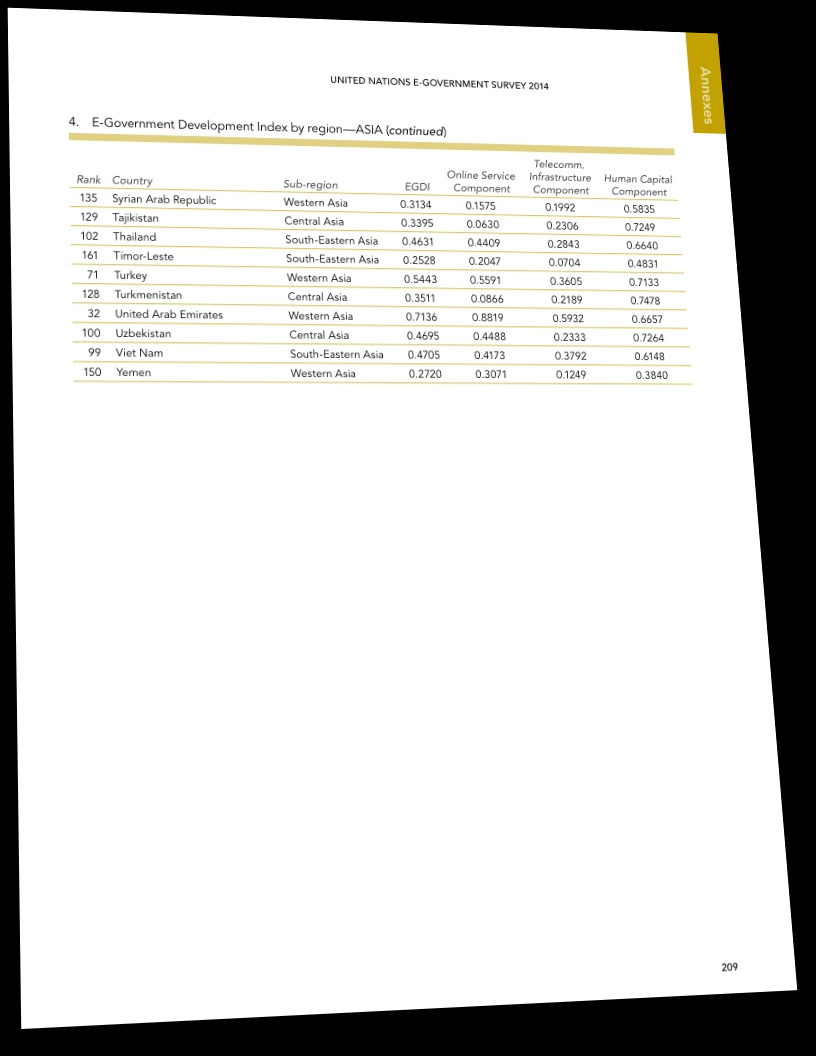 Annexes
UNITED NATIONS E-GOVERNMENT SURVEY 2014
4. E-Government Development Index by region—ASIA (continued)
Rank Country Sub-region EGDI Online Service Component Telecomm. Infrastructure Component Human Capital Component
135 Syrian Arab Republic Western Asia 0.3134 0.1575 0.1992 0.5835
129 Tajikistan Central Asia 0.3395 0.0630 0.2306 0.7249
102 Thailand South-Eastern Asia 0.4631 0.4409 0.2843 0.6640
161 Timor-Leste South-Eastern Asia 0.2528 0.2047 0.0704 0.4831
71 Turkey Western Asia 0.5443 0.5591 0.3605 0.7133
128 Turkmenistan Central Asia 0.3511 0.0866 0.2189 0.7478
32 United Arab Emirates Western Asia 0.7136 0.8819 0.5932 0.6657
100 Uzbekistan Central Asia 0.4695 0.4488 0.2333 0.7264
99 Viet Nam South-Eastern Asia 0.4705 0.4173 0.3792 0.6148
150 Yemen Western Asia 0.2720 0.3071 0.1249 0.3840
209